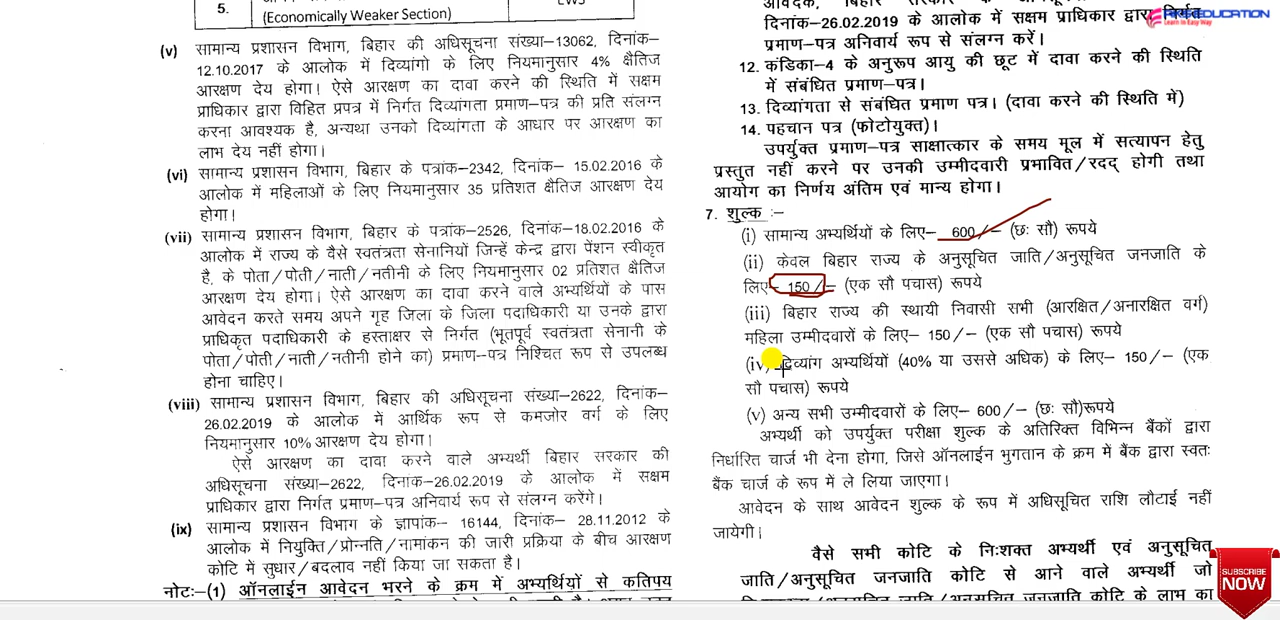 5.
(Economically Weaker Section)
EWS
(v) सामान्य प्रशासन विभाग, बिहार की अधिसूचना संख्या–13062, दिनांक–
12.10.2017 के आलोक में दिव्यांगो के लिए नियमानुसार 4% क्षैतिज
आरक्षण देय होगा। ऐसे आरक्षण का दावा करने की स्थिति में सक्षम
प्राधिकार द्वारा विहित प्रपत्र में निर्गत दिव्यांगता प्रमाण–पत्र की प्रति संलग्न
करना आवश्यक है, अन्यथा उनको दिव्यांगता के आधार पर आरक्षण का
लाभ देय नहीं होगा।
(vi) सामान्य प्रशासन विभाग, बिहार के पत्रांक–2342, दिनांक– 15.02.2016 के
आलोक में महिलाओं के लिए नियमानुसार 35 प्रतिशत क्षैतिज आरक्षण देय
होगा।
(vii) सामान्य प्रशासन विभाग, बिहार के पत्रांक–2526, दिनांक–18.02.2016 के
आलोक में राज्य के वैसे स्वतंत्रता सेनानियों जिन्हें केन्द्र द्वारा पेंशन स्वीकृत
है, के पोता/पोती/नाती/नतीनी के लिए नियमानुसार 02 प्रतिशत क्षैतिज
आरक्षण देय होगा। ऐसे आरक्षण का दावा करने वाले अभ्यर्थियों के पास
आवेदन करते समय अपने गृह जिला के जिला पदाधिकारी या उनके द्वारा
प्राधिकृत पदाधिकारी के हस्ताक्षर से निर्गत (भूतपूर्व स्वतंत्रता सेनानी के
पोता/पोती/नाती/नतीनी होने का) प्रमाण–पत्र निश्चित रूप से उपलब्ध
होना चाहिए।
(viii) सामान्य प्रशासन विभाग, बिहार की अधिसूचना संख्या–2622, दिनांक–
26.02.2019 के आलोक में आर्थिक रूप से कमजोर वर्ग के लिए
नियमानुसार 10% आरक्षण देय होगा।
ऐसे आरक्षण का दावा करने वाले अभ्यर्थी बिहार सरकार की
अधिसूचना संख्या–2622, दिनांक–26.02.2019 के आलोक में सक्षम
प्राधिकार द्वारा निर्गत प्रमाण–पत्र अनिवार्य रूप से संलग्न करेंगे।
(ix) सामान्य प्रशासन विभाग के ज्ञापांक– 16144, दिनांक– 28.11.2012 के
आलोक में नियुक्ति/प्रोन्नति/नामांकन की जारी प्रक्रिया के बीच आरक्षण
कोटि में सुधार/बदलाव नहीं किया जा सकता है।
नोटः–(1) ऑनलाईन आवेदन भरने के क्रम में अभ्यर्थियों से कतिपय
EDUCATION
Learn to Easy Way
दिनांक–26.02.2019 के आलोक में सक्षम प्राधिकार द्वारा निर्गत
प्रमाण–पत्र अनिवार्य रूप से संलग्न करें।
12. कंडिका–4 के अनुरूप आयु की छूट में दावा करने की स्थिति
में संबंधित प्रमाण–पत्र।
13. दिव्यांगता से संबंधित प्रमाण पत्र। (दावा करने की स्थिति में)
14. पहचान पत्र (फोटोयुक्त)।
उपर्युक्त प्रमाण–पत्र साक्षात्कार के समय मूल में सत्यापन हेतु
प्रस्तुत नहीं करने पर उनकी उम्मीदवारी प्रभावित/रदद् होगी तथा
आयोग का निर्णय अंतिम एवं मान्य होगा।
7. शुल्क :–
(i) सामान्य अभ्यर्थियों के लिए– 600/– (छः सौ) रूपये
(ii) केवल बिहार राज्य के अनुसूचित जाति/अनुसूचित जनजाति के
लिए– 150/– (एक सौ पचास) रूपये
(iii) बिहार राज्य की स्थायी निवासी सभी (आरक्षित/अनारक्षित वर्ग)
महिला उम्मीदवारों के लिए– 150/– (एक सौ पचास) रूपये
(iv) दिव्यांग अभ्यर्थियों (40% या उससे अधिक) के लिए– 150/– (एक
सौ पचास) रूपये
(v) अन्य सभी उम्मीदवारों के लिए– 600/– (छः सौ)रूपये
अभ्यर्थी को उपर्युक्त परीक्षा शुल्क के अतिरिक्त विभिन्न बैंकों द्वारा
निर्धारित चार्ज भी देना होगा, जिसे ऑनलाईन भुगतान के क्रम में बैंक द्वारा स्वतः
बैंक चार्ज के रूप में ले लिया जाएगा।
आवेदन के साथ आवेदन शुल्क के रूप में अधिसूचित राशि लौटाई नहीं
जायेगी।
वैसे सभी कोटि के निःशक्त अभ्यर्थी एवं अनुसूचित
जाति/अनुसूचित जनजाति कोटि से आने वाले अभ्यर्थी जो
SUBSCRIBE
NOW